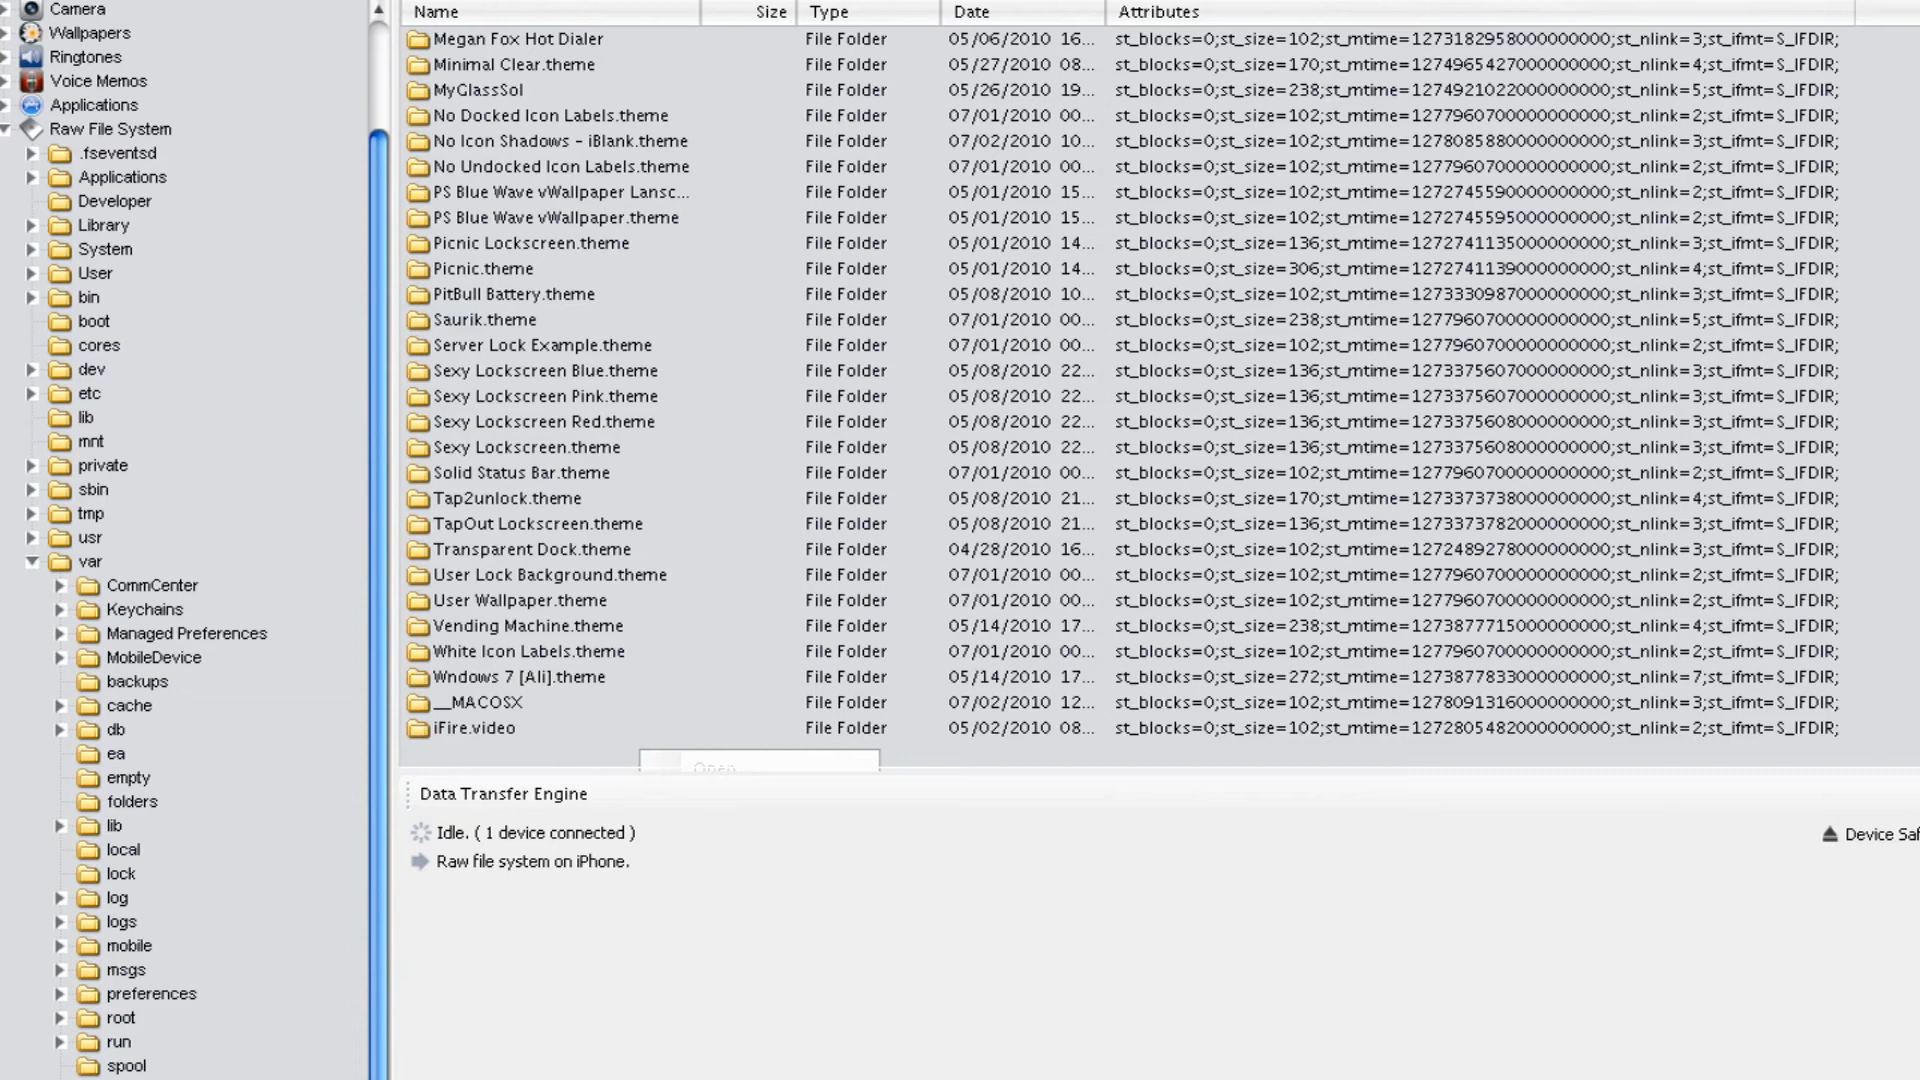 Camera
Wallpapers
Ringtones
Voice Memos
Applications
Raw File System
.fseventsd
Applications
Developer
Library
System
User
bin
boot
cores
dev
etc
lib
mnt
private
sbin
tmp
usr
var
CommCenter
Keychains
Managed Preferences
MobileDevice
backups
cache
db
ea
empty
folders
lib
local
lock
log
logs
mobile
msgs
preferences
root
run
spool
Name Size Type Date Attributes
Megan Fox Hot Dialer File Folder 05/06/2010 16... st_blocks=0;st_size=102;st_mtime=1273182958000000000;st_nlink=3;st_ifmt=S_IFDIR;
Minimal Clear.theme File Folder 05/27/2010 08... st_blocks=0;st_size=170;st_mtime=1274965427000000000;st_nlink=4;st_ifmt=S_IFDIR;
MyGlassSol File Folder 05/26/2010 19... st_blocks=0;st_size=238;st_mtime=1274921022000000000;st_nlink=5;st_ifmt=S_IFDIR;
No Docked Icon Labels.theme File Folder 07/01/2010 00... st_blocks=0;st_size=102;st_mtime=1277960700000000000;st_nlink=2;st_ifmt=S_IFDIR;
No Icon Shadows - iBlank.theme File Folder 07/02/2010 10... st_blocks=0;st_size=102;st_mtime=1278085880000000000;st_nlink=3;st_ifmt=S_IFDIR;
No Undocked Icon Labels.theme File Folder 07/01/2010 00... st_blocks=0;st_size=102;st_mtime=1277960700000000000;st_nlink=2;st_ifmt=S_IFDIR;
PS Blue Wave vWallpaper Lansc... File Folder 05/01/2010 15... st_blocks=0;st_size=102;st_mtime=1272745590000000000;st_nlink=2;st_ifmt=S_IFDIR;
PS Blue Wave vWallpaper.theme File Folder 05/01/2010 15... st_blocks=0;st_size=102;st_mtime=1272745595000000000;st_nlink=2;st_ifmt=S_IFDIR;
Picnic Lockscreen.theme File Folder 05/01/2010 14... st_blocks=0;st_size=136;st_mtime=1272741135000000000;st_nlink=3;st_ifmt=S_IFDIR;
Picnic.theme File Folder 05/01/2010 14... st_blocks=0;st_size=306;st_mtime=1272741139000000000;st_nlink=4;st_ifmt=S_IFDIR;
PitBull Battery.theme File Folder 05/08/2010 10... st_blocks=0;st_size=102;st_mtime=1273330987000000000;st_nlink=3;st_ifmt=S_IFDIR;
Saurik.theme File Folder 07/01/2010 00... st_blocks=0;st_size=238;st_mtime=1277960700000000000;st_nlink=5;st_ifmt=S_IFDIR;
Server Lock Example.theme File Folder 07/01/2010 00... st_blocks=0;st_size=102;st_mtime=1277960700000000000;st_nlink=2;st_ifmt=S_IFDIR;
Sexy Lockscreen Blue.theme File Folder 05/08/2010 22... st_blocks=0;st_size=136;st_mtime=1273375607000000000;st_nlink=3;st_ifmt=S_IFDIR;
Sexy Lockscreen Pink.theme File Folder 05/08/2010 22... st_blocks=0;st_size=136;st_mtime=1273375607000000000;st_nlink=3;st_ifmt=S_IFDIR;
Sexy Lockscreen Red.theme File Folder 05/08/2010 22... st_blocks=0;st_size=136;st_mtime=1273375608000000000;st_nlink=3;st_ifmt=S_IFDIR;
Sexy Lockscreen.theme File Folder 05/08/2010 22... st_blocks=0;st_size=136;st_mtime=1273375608000000000;st_nlink=3;st_ifmt=S_IFDIR;
Solid Status Bar.theme File Folder 07/01/2010 00... st_blocks=0;st_size=102;st_mtime=1277960700000000000;st_nlink=2;st_ifmt=S_IFDIR;
Tap2unlock.theme File Folder 05/08/2010 21... st_blocks=0;st_size=170;st_mtime=1273373738000000000;st_nlink=4;st_ifmt=S_IFDIR;
TapOut Lockscreen.theme File Folder 05/08/2010 21... st_blocks=0;st_size=136;st_mtime=1273373782000000000;st_nlink=3;st_ifmt=S_IFDIR;
Transparent Dock.theme File Folder 04/28/2010 16... st_blocks=0;st_size=102;st_mtime=1272489278000000000;st_nlink=3;st_ifmt=S_IFDIR;
User Lock Background.theme File Folder 07/01/2010 00... st_blocks=0;st_size=102;st_mtime=1277960700000000000;st_nlink=2;st_ifmt=S_IFDIR;
User Wallpaper.theme File Folder 07/01/2010 00... st_blocks=0;st_size=102;st_mtime=1277960700000000000;st_nlink=2;st_ifmt=S_IFDIR;
Vending Machine.theme File Folder 05/14/2010 17... st_blocks=0;st_size=238;st_mtime=1273877715000000000;st_nlink=4;st_ifmt=S_IFDIR;
White Icon Labels.theme File Folder 07/01/2010 00... st_blocks=0;st_size=102;st_mtime=1277960700000000000;st_nlink=2;st_ifmt=S_IFDIR;
Wndows 7 [Ali].theme File Folder 05/14/2010 17... st_blocks=0;st_size=272;st_mtime=1273877833000000000;st_nlink=7;st_ifmt=S_IFDIR;
__MACOSX File Folder 07/02/2010 12... st_blocks=0;st_size=102;st_mtime=1278091316000000000;st_nlink=3;st_ifmt=S_IFDIR;
iFire.video File Folder 05/02/2010 08... st_blocks=0;st_size=102;st_mtime=1272805482000000000;st_nlink=2;st_ifmt=S_IFDIR;
Open
Data Transfer Engine
Idle. ( 1 device connected )
Device Saf
Raw file system on iPhone.